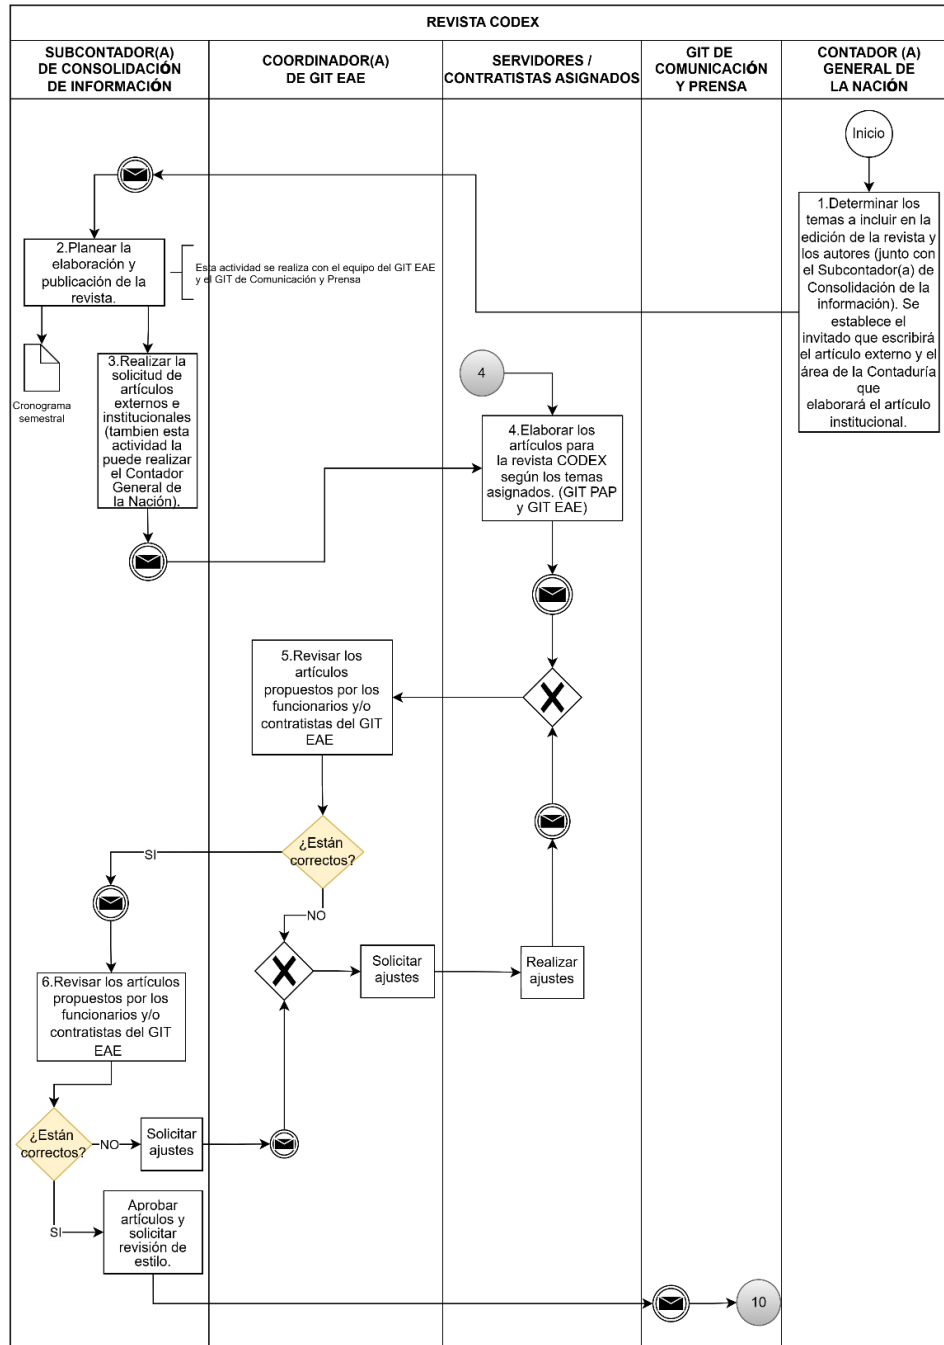 REVISTA CODEX
SUBCONTADOR(A)
DE CONSOLIDACIÓN
DE INFORMACIÓN
COORDINADOR(A)
DE GIT EAE
SERVIDORES /
CONTRATISTAS ASIGNADOS
GIT DE
COMUNICACIÓN
Y PRENSA
CONTADOR (A)
GENERAL DE
LA NACIÓN
Inicio
1.Determinar los
temas a incluir en la
edición de la revista y
los autores (junto con
el Subcontador(a) de
Consolidación de la
información). Se
establece el
invitado que escribirá
el artículo externo y el
área de la Contaduría
que
elaborará el artículo
institucional.
2.Planear la
elaboración y
publicación de la
revista.
Esta actividad se realiza con el equipo del GIT EAE
y el GIT de Comunicación y Prensa
Cronograma
semestral
3.Realizar la
solicitud de
artículos
externos e
institucionales
(tambien esta
actividad la
puede realizar
el Contador
General de
la Nación).
4
4.Elaborar los
artículos para
la revista CODEX
según los temas
asignados. (GIT PAP
y GIT EAE)
5.Revisar los
artículos
propuestos por los
funcionarios y/o
contratistas del GIT
EAE
¿Están
correctos?
SI
NO
Solicitar
ajustes
Realizar
ajustes
6.Revisar los artículos
propuestos por los
funcionarios y/o
contratistas del GIT
EAE
¿Están
correctos?
NO
Solicitar
ajustes
SI
Aprobar
artículos y
solicitar
revisión de
estilo.
10